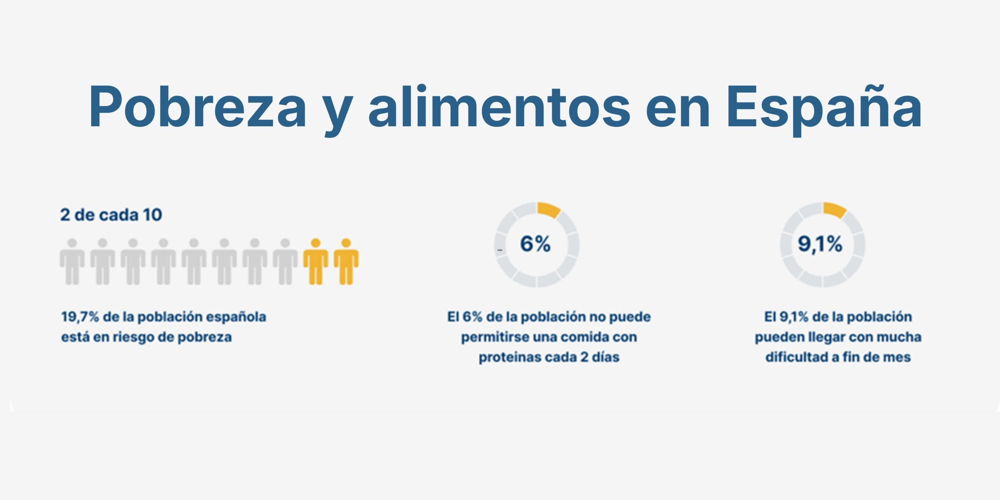 Pobreza y alimentos en España
2 de cada 10
19,7% de la población española
está en riesgo de pobreza
Inter
6%
El 6% de la población no puede
permitirse una comida con
proteinas cada 2 días
9,1%
El 9,1% de la población
pueden llegar con mucha
dificultad a fin de mes